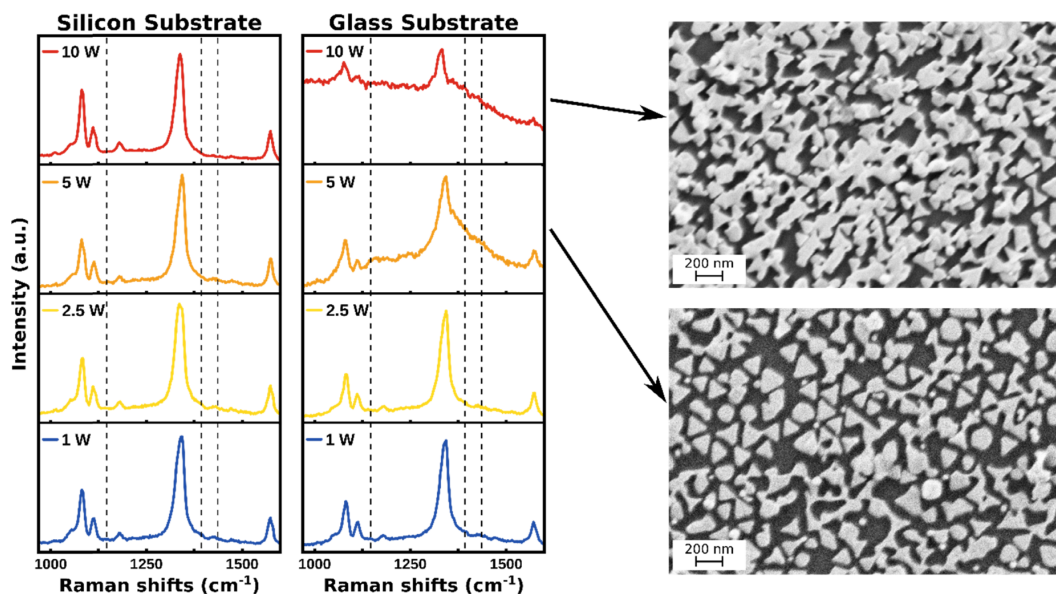 Silicon Substrate
Glass Substrate
10 W
10 W
5 W
5 W
2.5 W
2.5 W
1 W
1 W
Intensity (a.u.)
1000 1250 1500
1000 1250 1500
Raman shifts (cm⁻¹)
Raman shifts (cm⁻¹)
200 nm
200 nm